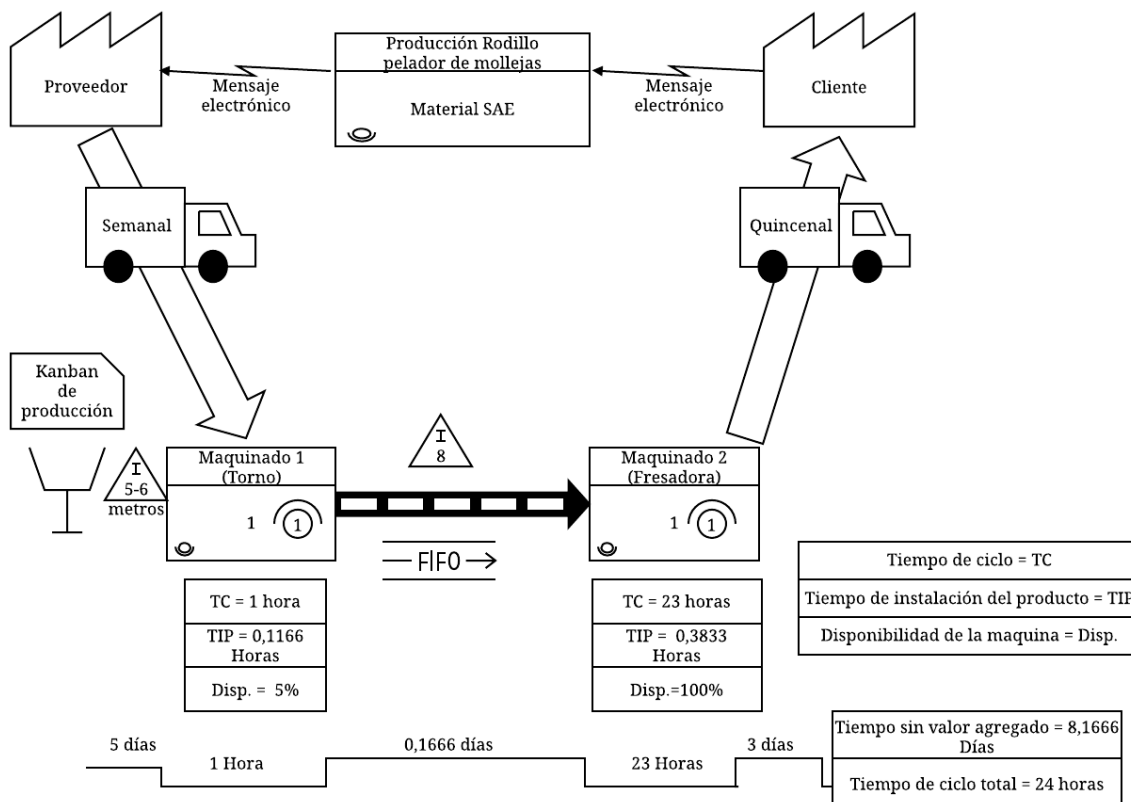 Proveedor
Mensaje
electrónico
Producción Rodillo
pelador de mollejas
Material SAE
Mensaje
electrónico
Cliente
Semanal
Quincenal
Kanban
de
producción
I
5-6
metros
Maquinado 1
(Torno)
1
1
I
8
FIFO
Maquinado 2
(Fresadora)
1
1
TC = 1 hora
TIP = 0,1166
Horas
Disp. = 5%
TC = 23 horas
TIP = 0,3833
Horas
Disp.=100%
Tiempo de ciclo = TC
Tiempo de instalación del producto = TIP
Disponibilidad de la maquina = Disp.
5 días
1 Hora
0,1666 días
23 Horas
3 días
Tiempo sin valor agregado = 8,1666
Días
Tiempo de ciclo total = 24 horas